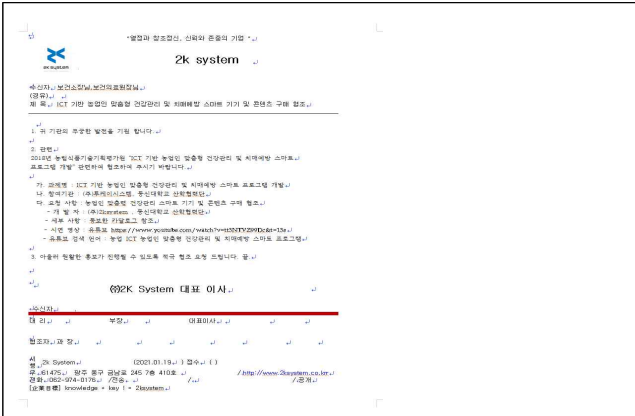 "열정과 창조정신, 신뢰와 존중의 기업 "
2K SYSTEM
2k system
수신자 보건소장님,보건의료원장님
(경유)
제 목 ICT 기반 농업인 맞춤형 건강관리 및 치매예방 스마트 기기 및 콘텐츠 구매 협조
1. 귀 기관의 무궁한 발전을 기원 합니다.
2. 관련
2018년 농림식품기술기획평가원 "ICT 기반 농업인 맞춤형 건강관리 및 치매예방 스마트
프로그램 개발" 관련하여 협조하여 주시기 바랍니다.
가. 과제명 : ICT 기반 농업인 맞춤형 건강관리 및 치매예방 스마트 프로그램 개발
나. 참여기관 : (주)투케이시스템, 동신대학교 산학협력단
다. 요청 사항 : 농업인 맞춤형 건강관리 스마트 기기 및 콘텐츠 구매 협조
- 개 발 자 : (주)2ksystem , 동신대학교 산학협력단
- 세부 사항 : 홍보한 카달로그 참조
- 시연 영상 : 유튜브
- 유튜브 검색 언어 : 농업 ICT 농업인 맞춤형 건강관리 및 치매예방 스마트 프로그램
3. 아울러 원활한 홍보가 진행될 수 있도록 적극 협조 요청 드립니다. 끝.
㈜2K System 대표 이사
수신자
대 리 부장 대표이사
협조자 과 장
시
행 2k System (2021.01.19 ) 접수 ( )
우 61475 광주 동구 금남로 245 7층 410호 / http://www.2ksystem.co.kr
전화 062-974-0176 /전송 / /공개
[企業目標] knowledge + key l = 2ksystem